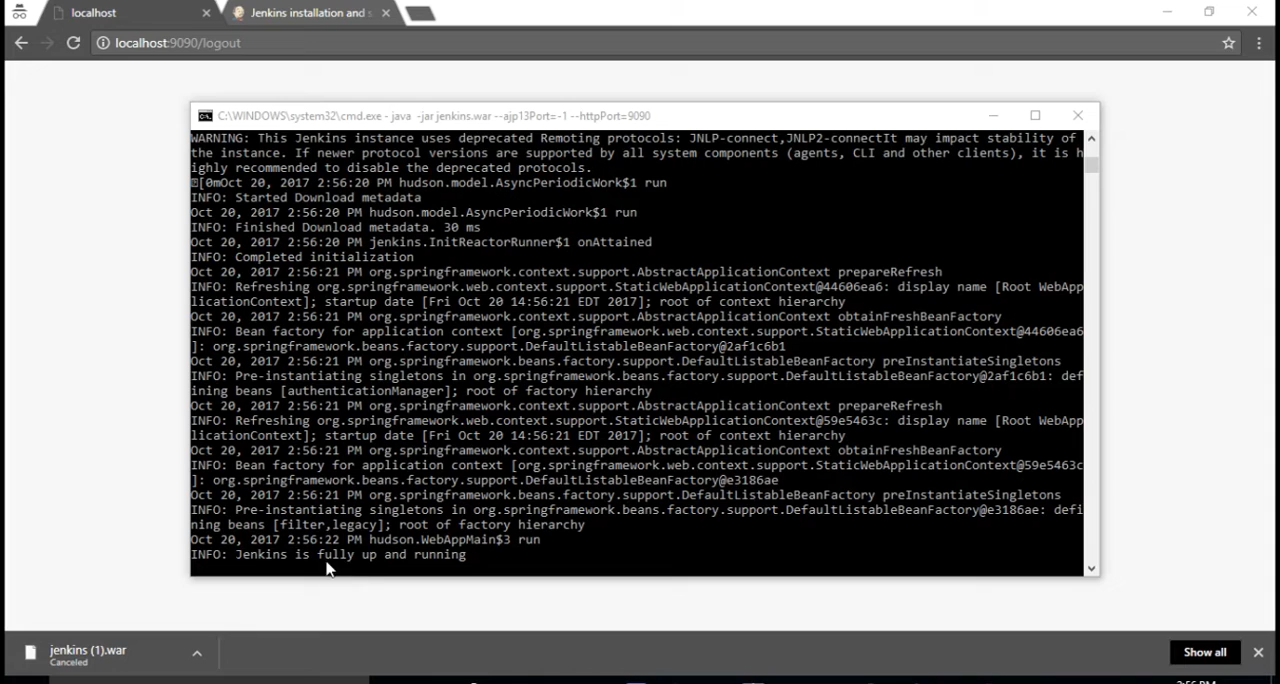 localhost
Jenkins installation and s
localhost:9090/logout
C:\WINDOWS\system32\cmd.exe - java -jar jenkins.war --ajp13Port=-1 --httpPort=9090
WARNING: This Jenkins instance uses deprecated Remoting protocols: JNLP-connect,JNLP2-connectIt may impact stability of
the instance. If newer protocol versions are supported by all system components (agents, CLI and other clients), it is h
ighly recommended to disable the deprecated protocols.
[0mOct 20, 2017 2:56:20 PM hudson.model.AsyncPeriodicWork$1 run
INFO: Started Download metadata
Oct 20, 2017 2:56:20 PM hudson.model.AsyncPeriodicWork$1 run
INFO: Finished Download metadata. 30 ms
Oct 20, 2017 2:56:20 PM jenkins.InitReactorRunner$1 onAttained
INFO: Completed initialization
Oct 20, 2017 2:56:21 PM org.springframework.context.support.AbstractApplicationContext prepareRefresh
INFO: Refreshing org.springframework.web.context.support.StaticWebApplicationContext@44606ea6: display name [Root WebApp
licationContext]; startup date [Fri Oct 20 14:56:21 EDT 2017]; root of context hierarchy
Oct 20, 2017 2:56:21 PM org.springframework.context.support.AbstractApplicationContext obtainFreshBeanFactory
INFO: Bean factory for application context [org.springframework.web.context.support.StaticWebApplicationContext@44606ea6
]: org.springframework.beans.factory.support.DefaultListableBeanFactory@2af1c6b1
Oct 20, 2017 2:56:21 PM org.springframework.beans.factory.support.DefaultListableBeanFactory preInstantiateSingletons
INFO: Pre-instantiating singletons in org.springframework.beans.factory.support.DefaultListableBeanFactory@2af1c6b1: def
ining beans [authenticationManager]; root of factory hierarchy
Oct 20, 2017 2:56:21 PM org.springframework.context.support.AbstractApplicationContext prepareRefresh
INFO: Refreshing org.springframework.web.context.support.StaticWebApplicationContext@59e5463c: display name [Root WebApp
licationContext]; startup date [Fri Oct 20 14:56:21 EDT 2017]; root of context hierarchy
Oct 20, 2017 2:56:21 PM org.springframework.context.support.AbstractApplicationContext obtainFreshBeanFactory
INFO: Bean factory for application context [org.springframework.web.context.support.StaticWebApplicationContext@59e5463c
]: org.springframework.beans.factory.support.DefaultListableBeanFactory@e3186ae
Oct 20, 2017 2:56:21 PM org.springframework.beans.factory.support.DefaultListableBeanFactory preInstantiateSingletons
INFO: Pre-instantiating singletons in org.springframework.beans.factory.support.DefaultListableBeanFactory@e3186ae: defi
ning beans [filter,legacy]; root of factory hierarchy
Oct 20, 2017 2:56:22 PM hudson.WebAppMain$3 run
INFO: Jenkins is fully up and running
jenkins (1).war
Canceled
Show all